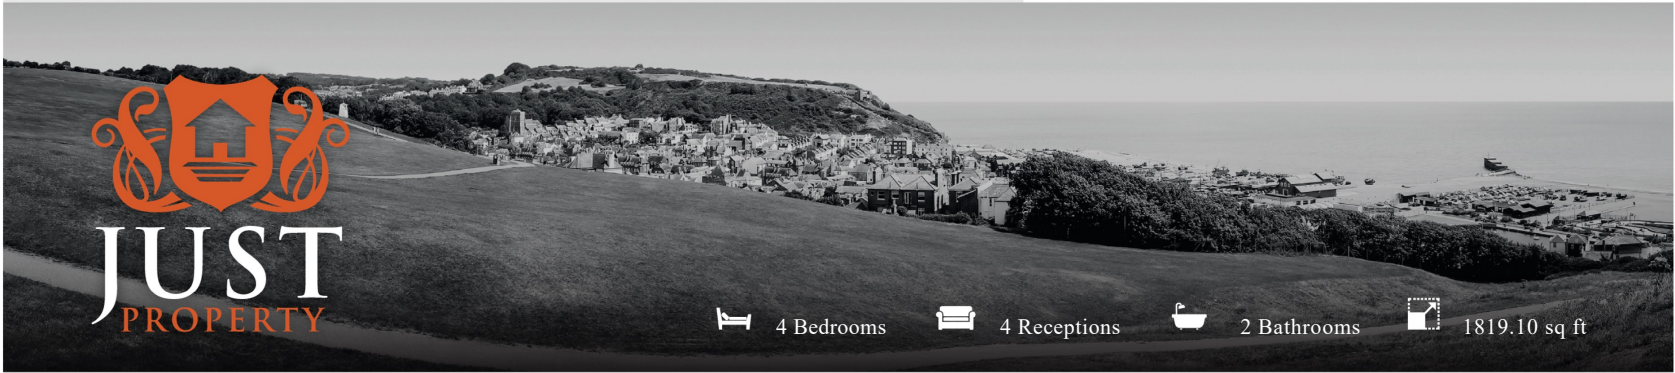 JUST
PROPERTY
4 Bedrooms
4 Receptions
2 Bathrooms
1819.10 sq ft